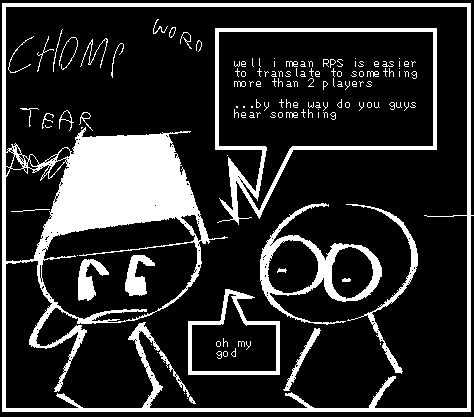 CHOMP
WORD
TEAR
well i mean RPS is easier
to translate to something
more than 2 players
...by the way do you guys
hear something
oh my
god